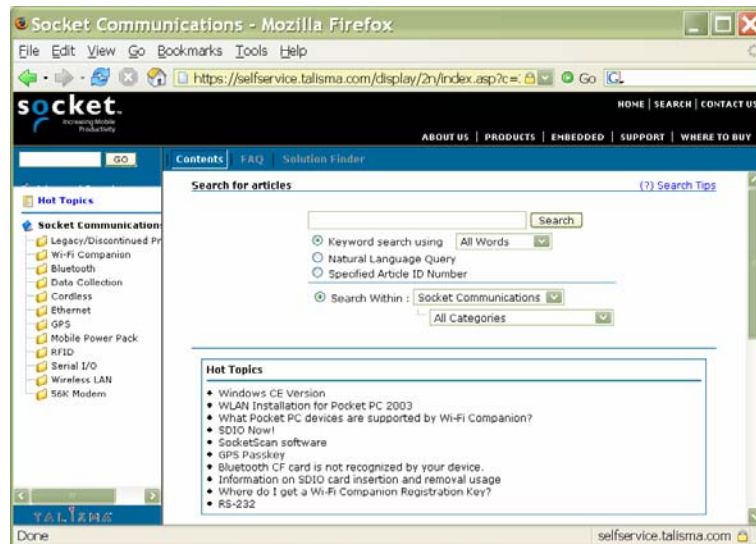 Socket Communications - Mozilla Firefox
File Edit View Go Bookmarks Tools Help
https://selfservice.talisma.com/display/2n/index.asp?c=: Go
socket.
Increasing Mobile
Productivity
HOME | SEARCH | CONTACT US
ABOUT US | PRODUCTS | EMBEDDED | SUPPORT | WHERE TO BUY
GO
Contents FAQ Solution Finder
Hot Topics
Socket Communication
Legacy/Discontinued Pr
Wi-Fi Companion
Bluetooth
Data Collection
Cordless
Ethernet
GPS
Mobile Power Pack
RFID
Serial I/O
Wireless LAN
56K Modem
TALISMA
Search for articles
(?) Search Tips
Search
Keyword search using All Words
Natural Language Query
Specified Article ID Number
Search Within : Socket Communications
All Categories
Hot Topics
Windows CE Version
WLAN Installation for Pocket PC 2003
What Pocket PC devices are supported by Wi-Fi Companion?
SDIO Now!
SocketScan software
GPS Passkey
Bluetooth CF card is not recognized by your device.
Information on SDIO card insertion and removal usage
Where do I get a Wi-Fi Companion Registration Key?
RS-232
Done
selfservice.talisma.com